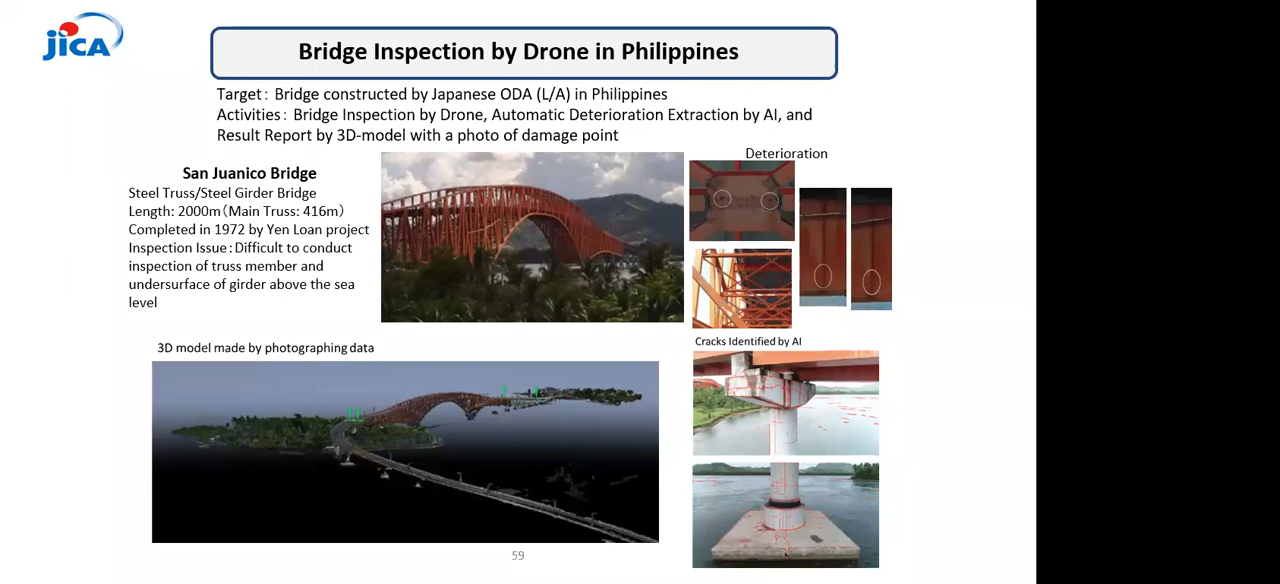 JICA
Bridge Inspection by Drone in Philippines
Target: Bridge constructed by Japanese ODA (L/A) in Philippines
Activities: Bridge Inspection by Drone, Automatic Deterioration Extraction by AI, and
Result Report by 3D-model with a photo of damage point
San Juanico Bridge
Steel Truss/Steel Girder Bridge
Length: 2000m(Main Truss: 416m)
Completed in 1972 by Yen Loan project
Inspection Issue:Difficult to conduct
inspection of truss member and
undersurface of girder above the sea
level
Deterioration
Cracks Identified by AI
3D model made by photographing data
59